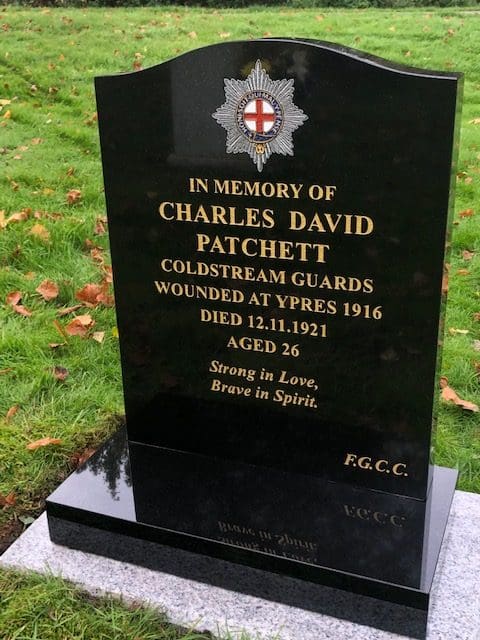 IN MEMORY OF
CHARLES DAVID
PATCHETT
COLDSTREAM GUARDS
WOUNDED AT YPRES 1916
DIED 12.11.1921
AGED 26
Strong in Love,
Brave in Spirit.
F.G.C.C.